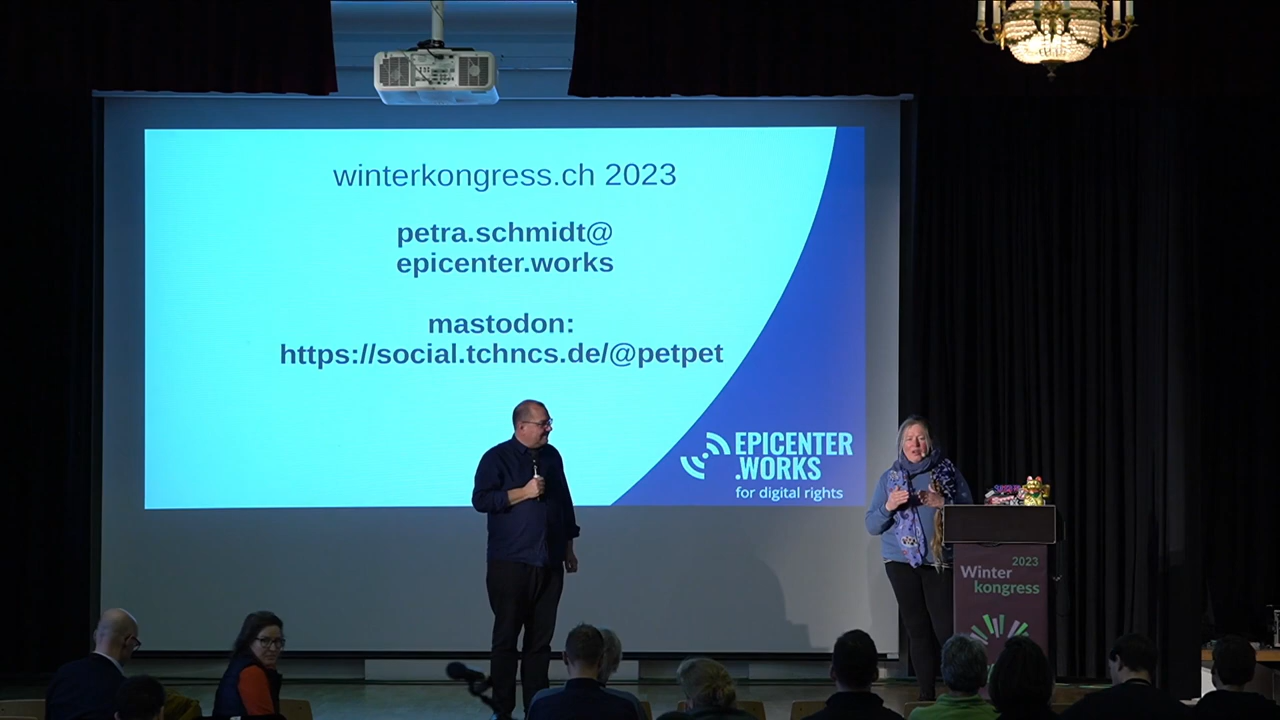 winterkongress.ch 2023
petra.schmidt@
epicenter.works
mastodon:
https://social.tchncs.de/@petpet
EPICENTER
.WORKS
for digital rights
2023
Winter
kongress